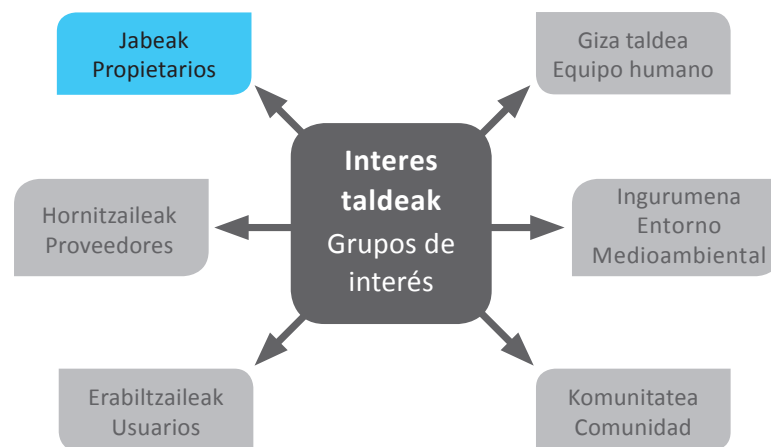 Jabeak
Propietarios
Giza taldea
Equipo humano
Interes
taldeak
Grupos de
interés
Hornitzaileak
Proveedores
Ingurumena
Entorno
Medioambiental
Erabiltzaileak
Usuarios
Komunitatea
Comunidad